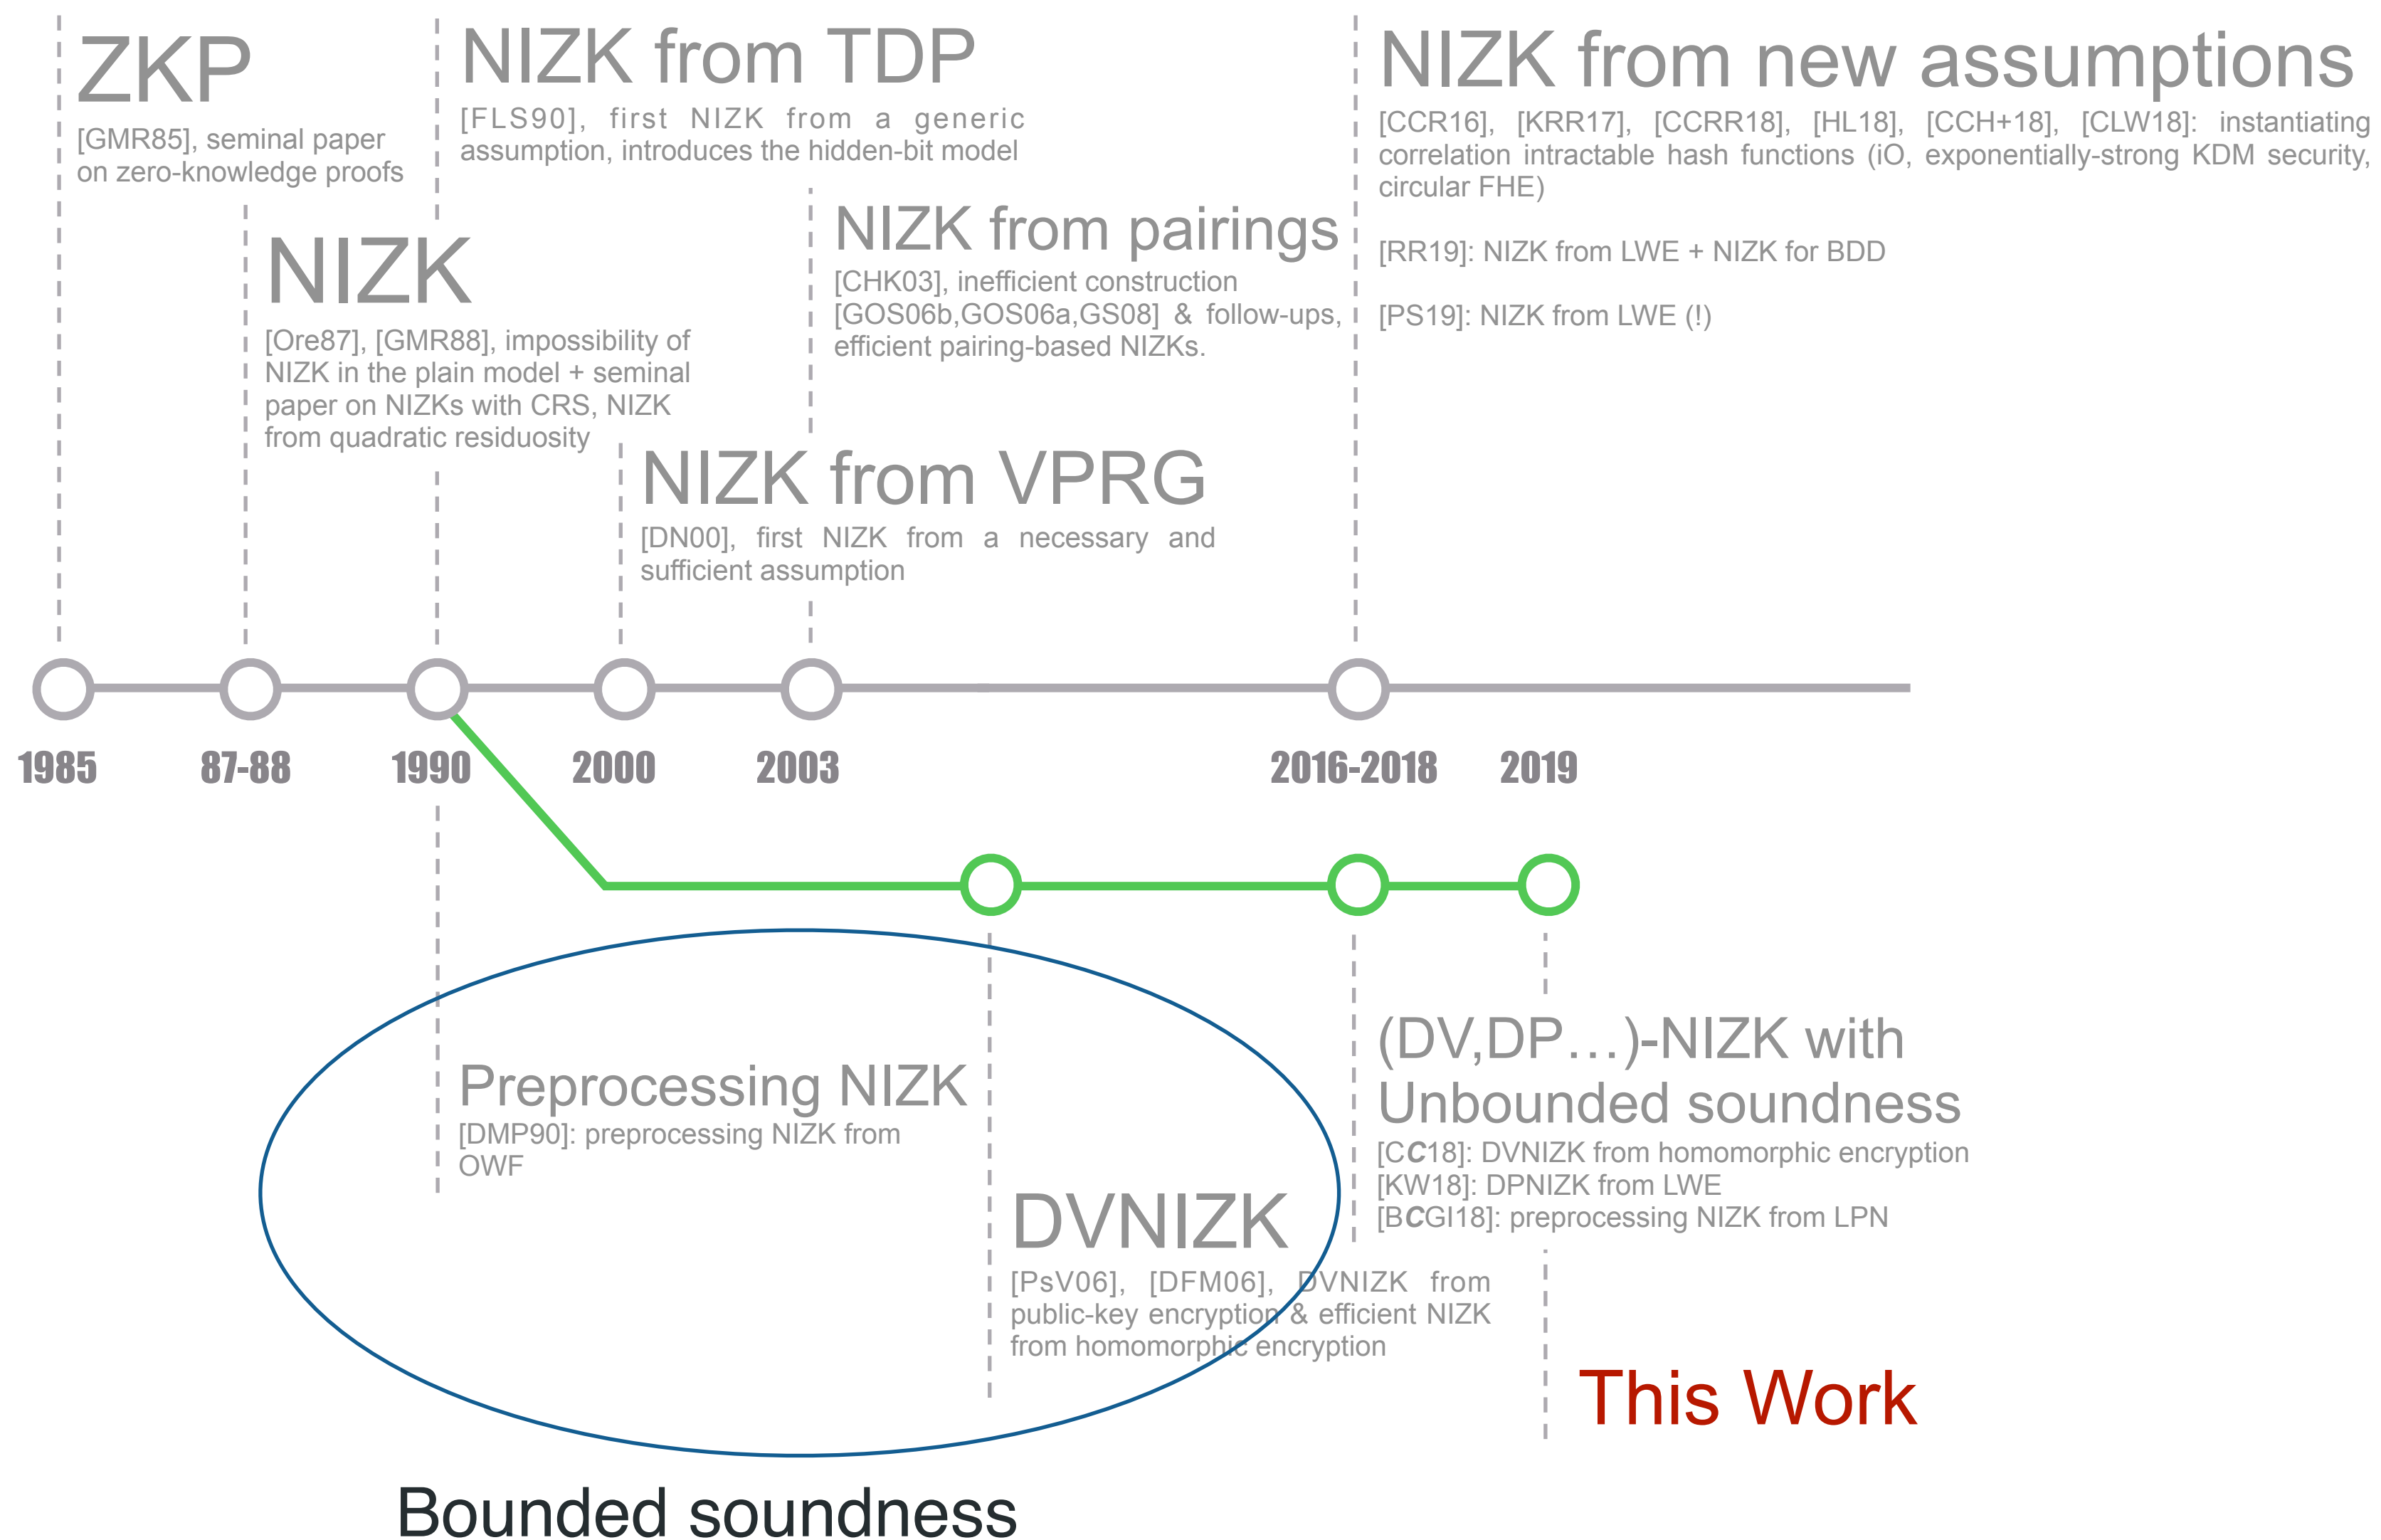 ZKP
[GMR85], seminal paper
on zero-knowledge proofs
NIZK
[Ore87], [GMR88], impossibility of
NIZK in the plain model + seminal
paper on NIZKs with CRS, NIZK
from quadratic residuosity
NIZK from TDP
[FLS90], first NIZK from a generic
assumption, introduces the hidden-bit model
NIZK from VPRG
[DN00], first NIZK from a necessary and
sufficient assumption
NIZK from pairings
[CHK03], inefficient construction
[GOS06b,GOS06a,GS08] & follow-ups,
efficient pairing-based NIZKs.
NIZK from new assumptions
[CCR16], [KRR17], [CCRR18], [HL18], [CCH+18], [CLW18]: instantiating
correlation intractable hash functions (iO, exponentially-strong KDM security,
circular FHE)
[RR19]: NIZK from LWE + NIZK for BDD
[PS19]: NIZK from LWE (!)
1985
87-88
1990
2000
2003
2016-2018
2019
Preprocessing NIZK
[DMP90]: preprocessing NIZK from
OWF
DVNIZK
[PsV06], [DFM06], DVNIZK from
public-key encryption & efficient NIZK
from homomorphic encryption
(DV,DP…)-NIZK with
Unbounded soundness
[CC18]: DVNIZK from homomorphic encryption
[KW18]: DPNIZK from LWE
[BCGI18]: preprocessing NIZK from LPN
This Work
Bounded soundness